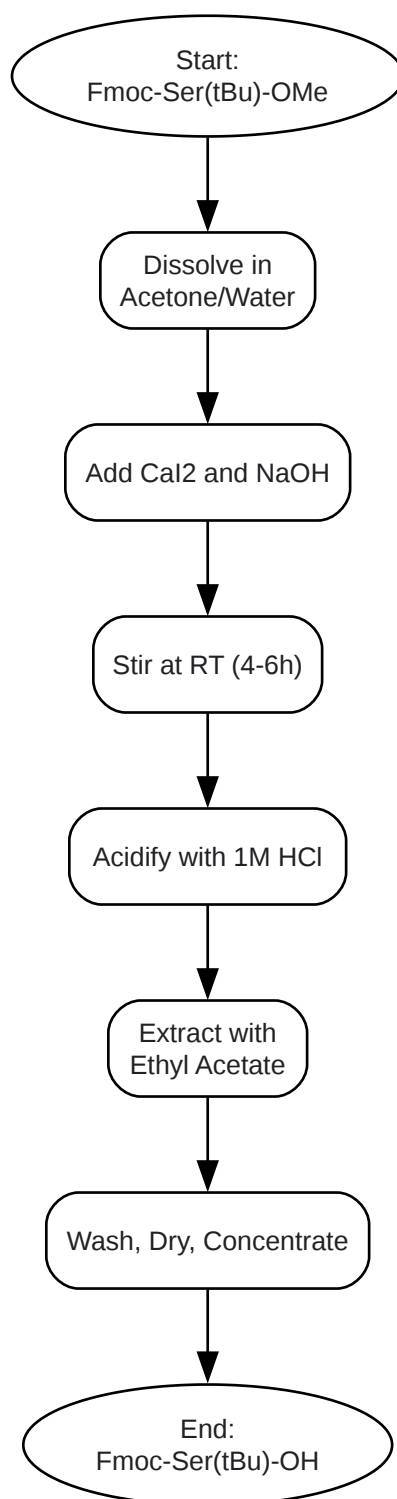 Start:
Fmoc-Ser(tBu)-OMe
Dissolve in
Acetone/Water
Add CaI2 and NaOH
Stir at RT (4-6h)
Acidify with 1M HCl
Extract with
Ethyl Acetate
Wash, Dry, Concentrate
End:
Fmoc-Ser(tBu)-OH